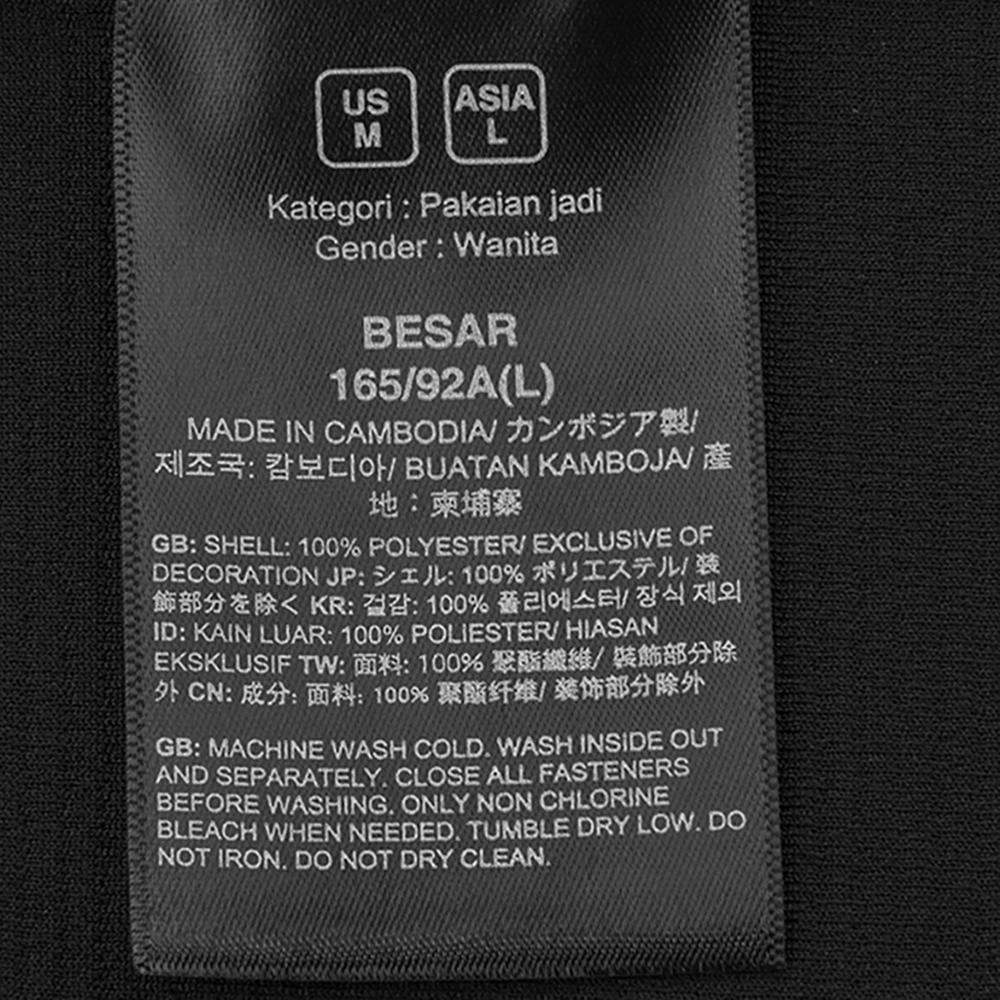 US
M
ASIA
L
Kategori : Pakaian jadi
Gender : Wanita
BESAR
165/92A(L)
MADE IN CAMBODIA/ カンボジア製/
제조국: 캄보디아/ BUATAN KAMBOJA/ 產
地：柬埔寨
GB: SHELL: 100% POLYESTER/ EXCLUSIVE OF
DECORATION JP: シェル: 100% ポリエステル/ 装
飾部分を除く KR: 겉감: 100% 폴리에스터/ 장식 제외
ID: KAIN LUAR: 100% POLIESTER/ HIASAN
EKSKLUSIF TW: 面料: 100% 聚酯纖維/ 裝飾部分除
外 CN: 成分: 面料: 100% 聚酯纤维/ 装饰部分除外
GB: MACHINE WASH COLD. WASH INSIDE OUT
AND SEPARATELY. CLOSE ALL FASTENERS
BEFORE WASHING. ONLY NON CHLORINE
BLEACH WHEN NEEDED. TUMBLE DRY LOW. DO
NOT IRON. DO NOT DRY CLEAN.